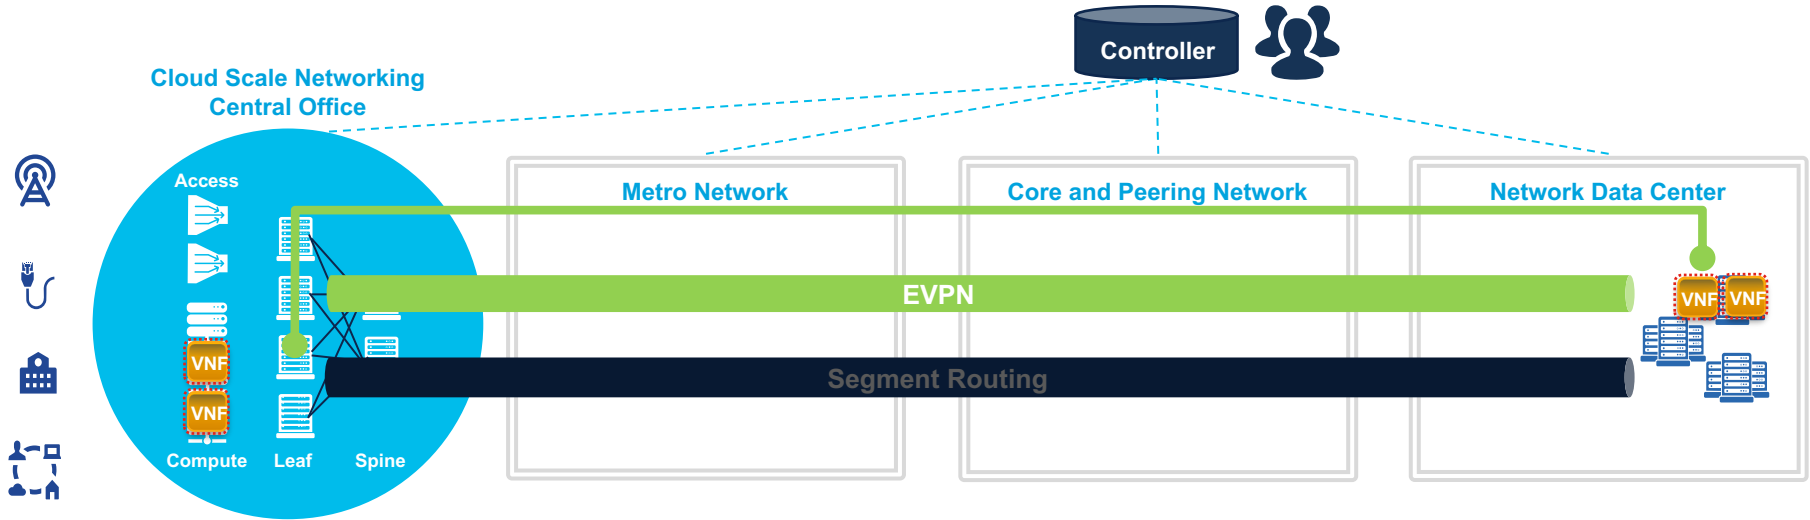 Controller
Cloud Scale Networking
Central Office
Access
Metro Network
Core and Peering Network
Network Data Center
EVPN
VNF
VNF
VNF
Segment Routing
VNF
Compute
Leaf
Spine